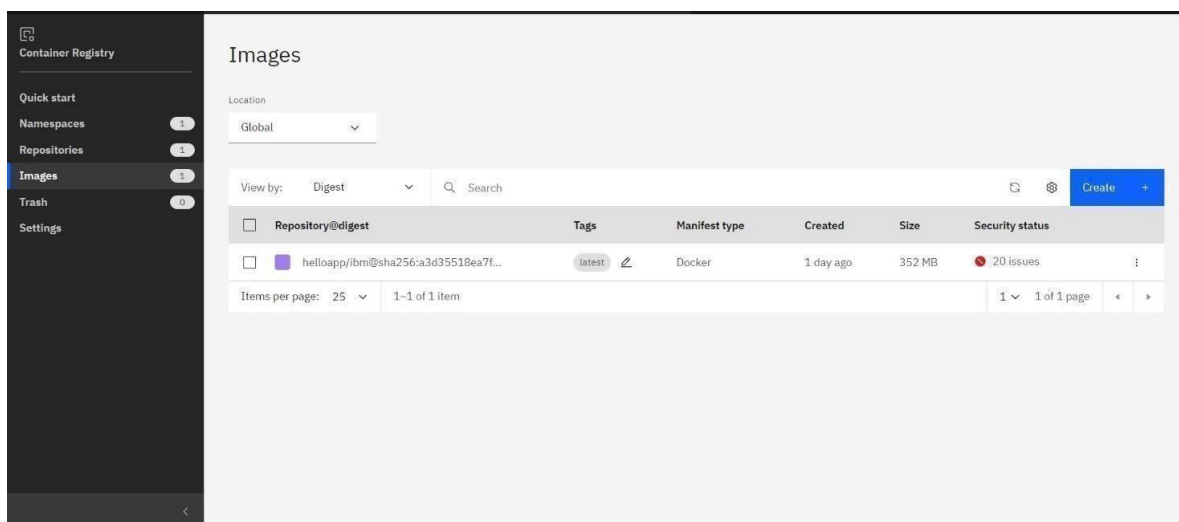 Container Registry
Quick start
Namespaces 1
Repositories 1
Images 1
Trash 0
Settings
Images
Location
Global
View by: Digest Search Create +
Repository@digest Tags Manifest type Created Size Security status
helloapp/ibm@sha256:a3d35518ea7f... latest Docker 1 day ago 352 MB 20 issues
Items per page: 25 1–1 of 1 item 1 1 of 1 page